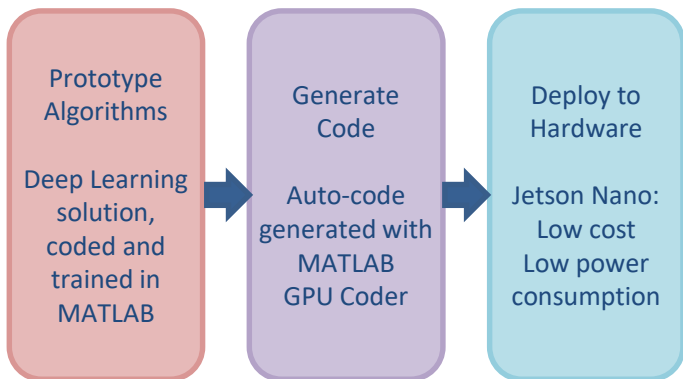 Prototype
Algorithms
Deep Learning
solution,
coded and
trained in
MATLAB
Generate
Code
Auto-code
generated with
MATLAB
GPU Coder
Deploy to
Hardware
Jetson Nano:
Low cost
Low power
consumption